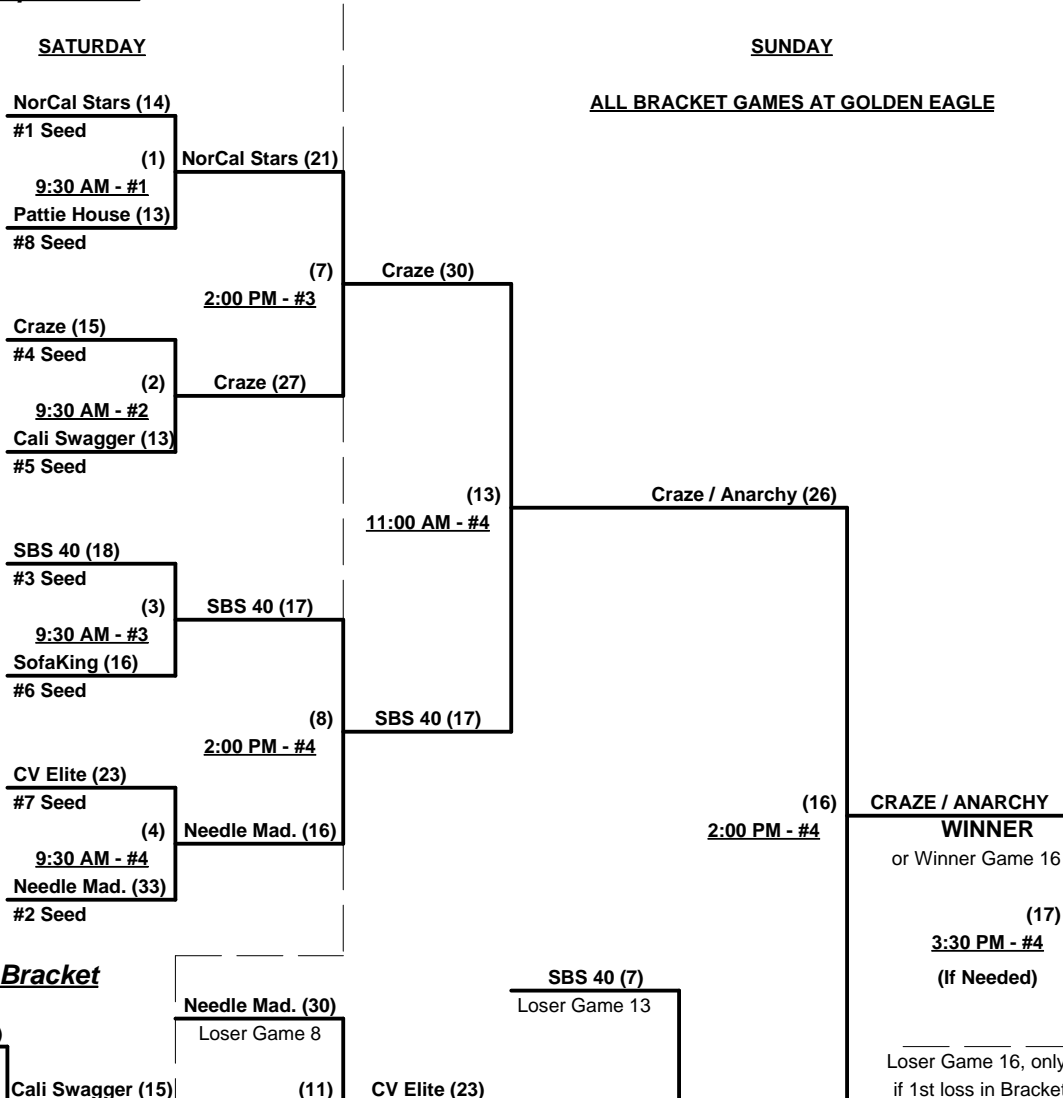 SATURDAY
SUNDAY
ALL BRACKET GAMES AT GOLDEN EAGLE
NorCal Stars (14)
#1 Seed
(1)
NorCal Stars (21)
9:30 AM - #1
Pattie House (13)
#8 Seed
(7)
Craze (30)
2:00 PM - #3
Craze (15)
#4 Seed
(2)
Craze (27)
9:30 AM - #2
Cali Swagger (13)
#5 Seed
(13)
Craze / Anarchy (26)
11:00 AM - #4
SBS 40 (18)
#3 Seed
(3)
SBS 40 (17)
9:30 AM - #3
SofaKing (16)
#6 Seed
(8)
SBS 40 (17)
2:00 PM - #4
CV Elite (23)
#7 Seed
(4)
Needle Mad. (16)
9:30 AM - #4
Needle Mad. (33)
#2 Seed
(16)
CRAZE / ANARCHY
2:00 PM - #4
WINNER
or Winner Game 16
(17)
3:30 PM - #4
(If Needed)
Bracket
SBS 40 (7)
Loser Game 13
Needle Mad. (30)
Loser Game 8
Loser Game 16, only
if 1st loss in Bracket
Cali Swagger (15)
(11)
CV Elite (23)